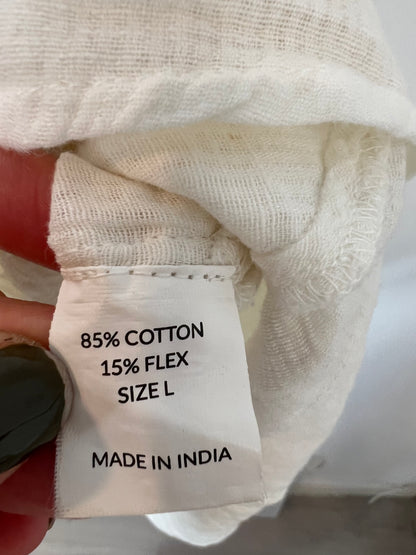 85% COTTON
15% FLEX
SIZE L
MADE IN INDIA